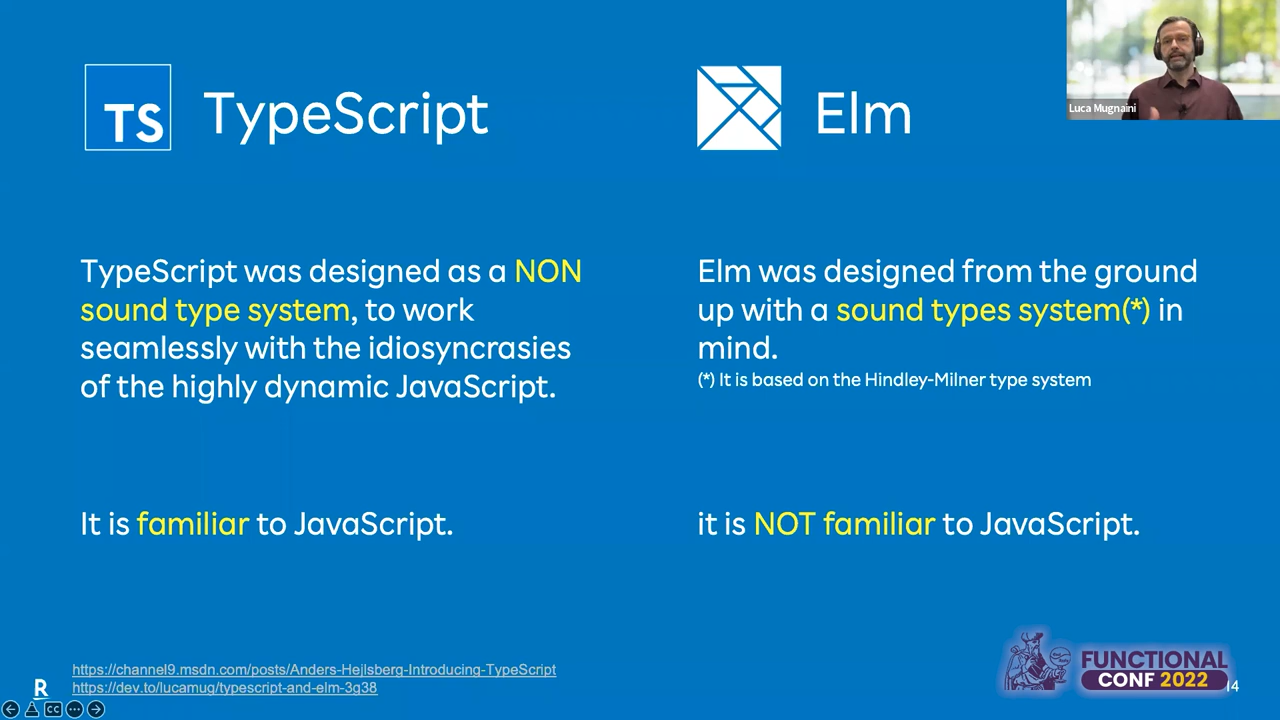 TS TypeScript
TypeScript was designed as a NON
sound type system, to work
seamlessly with the idiosyncrasies
of the highly dynamic JavaScript.
It is familiar to JavaScript.
Elm
Elm was designed from the ground
up with a sound types system(*) in
mind.
(*) It is based on the Hindley-Milner type system
it is NOT familiar to JavaScript.
Luca Mugnaini
https://channel9.msdn.com/posts/Anders-Hejlsberg-Introducing-TypeScript
https://dev.to/lucamug/typescript-and-elm-3g38
R
CC
FUNCTIONAL
CONF 2022
14